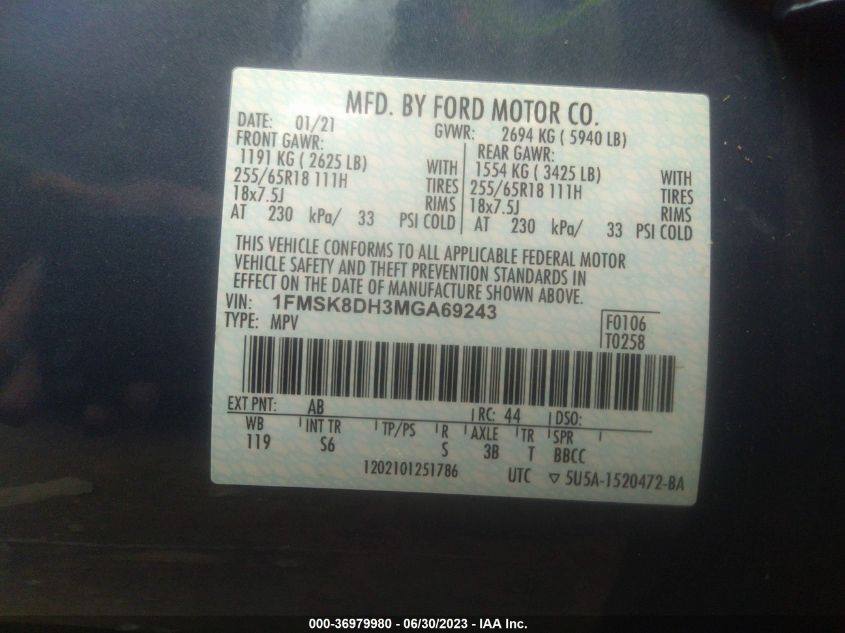 MFD. BY FORD MOTOR CO.
DATE: 01/21 GVWR: 2694 KG ( 5940 LB)
FRONT GAWR: REAR GAWR:
1191 KG ( 2625 LB) WITH 1554 KG ( 3425 LB) WITH
255/65R18 111H TIRES 255/65R18 111H TIRES
18x7.5J RIMS 18x7.5J RIMS
AT 230 kPa/ 33 PSI COLD AT 230 kPa/ 33 PSI COLD
THIS VEHICLE CONFORMS TO ALL APPLICABLE FEDERAL MOTOR
VEHICLE SAFETY AND THEFT PREVENTION STANDARDS IN
EFFECT ON THE DATE OF MANUFACTURE SHOWN ABOVE.
VIN: 1FMSK8DH3MGA69243 F0106
TYPE: MPV T0258
EXT PNT: AB RC: 44 DSO:
WB INT TR TP/PS R AXLE TR SPR
119 S6 S 3B T BBCC
1202101251786 UTC ▽ 5U5A-1520472-BA
000-36979980 - 06/30/2023 - IAA Inc.